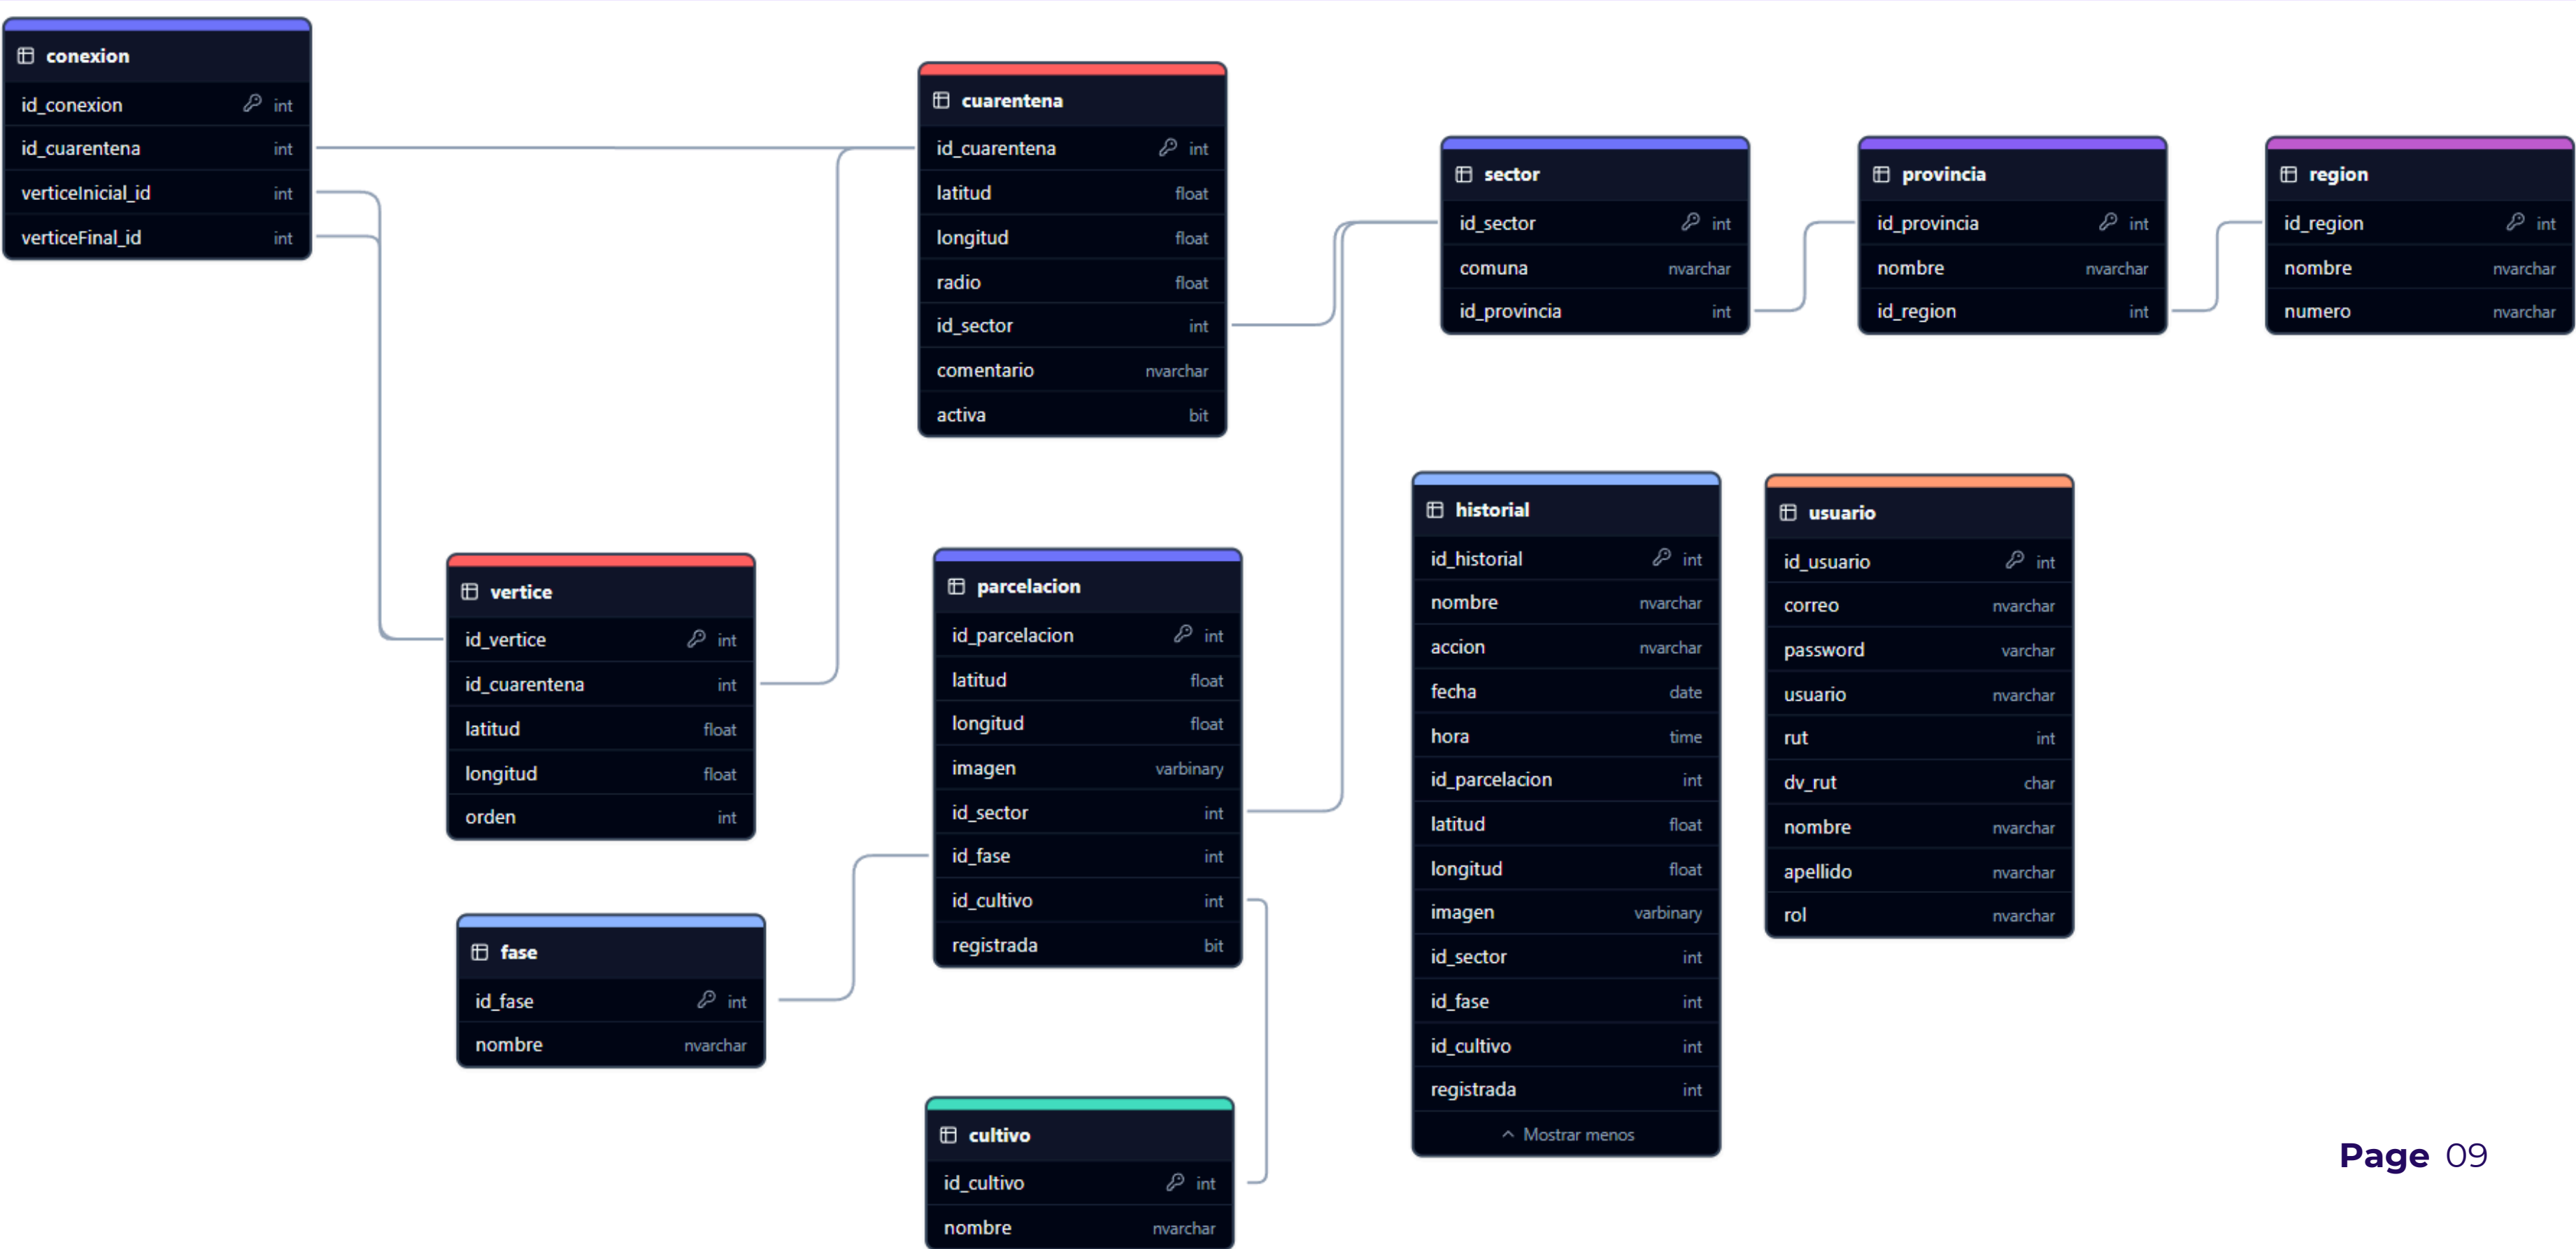 conexion
id_conexion int
id_cuarentena int
verticeInicial_id int
verticeFinal_id int
cuarentena
id_cuarentena int
latitud float
longitud float
radio float
id_sector int
comentario nvarchar
activa bit
sector
id_sector int
comuna nvarchar
id_provincia int
provincia
id_provincia int
nombre nvarchar
id_region int
region
id_region int
nombre nvarchar
numero nvarchar
vertice
id_vertice int
id_cuarentena int
latitud float
longitud float
orden int
parcelacion
id_parcelacion int
latitud float
longitud float
imagen varbinary
id_sector int
id_fase int
id_cultivo int
registrada bit
historial
id_historial int
nombre nvarchar
accion nvarchar
fecha date
hora time
id_parcelacion int
latitud float
longitud float
imagen varbinary
id_sector int
id_fase int
id_cultivo int
registrada int
Mostrar menos
usuario
id_usuario int
correo nvarchar
password varchar
usuario nvarchar
rut int
dv_rut char
nombre nvarchar
apellido nvarchar
rol nvarchar
fase
id_fase int
nombre nvarchar
cultivo
id_cultivo int
nombre nvarchar
Page 09